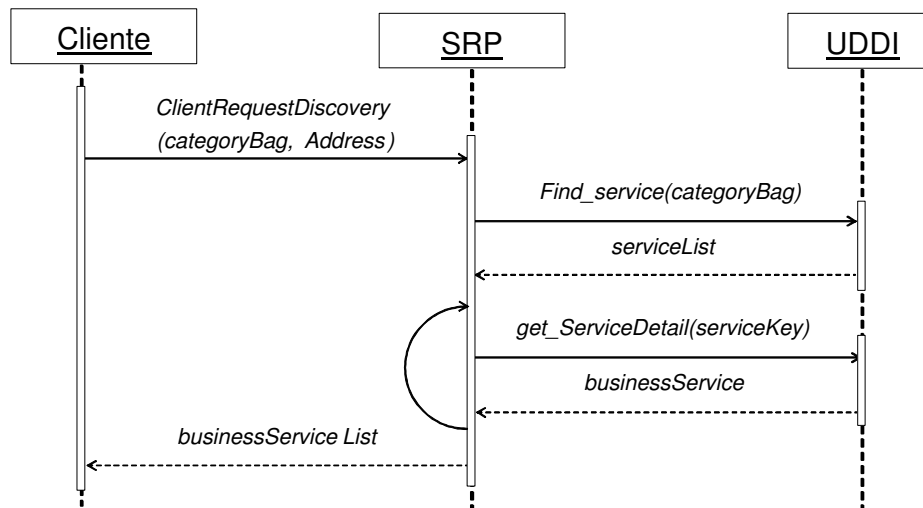 Cliente
SRP
UDDI
ClientRequestDiscovery
(categoryBag, Address)
Find_service(categoryBag)
serviceList
get_ServiceDetail(serviceKey)
businessService
businessService List